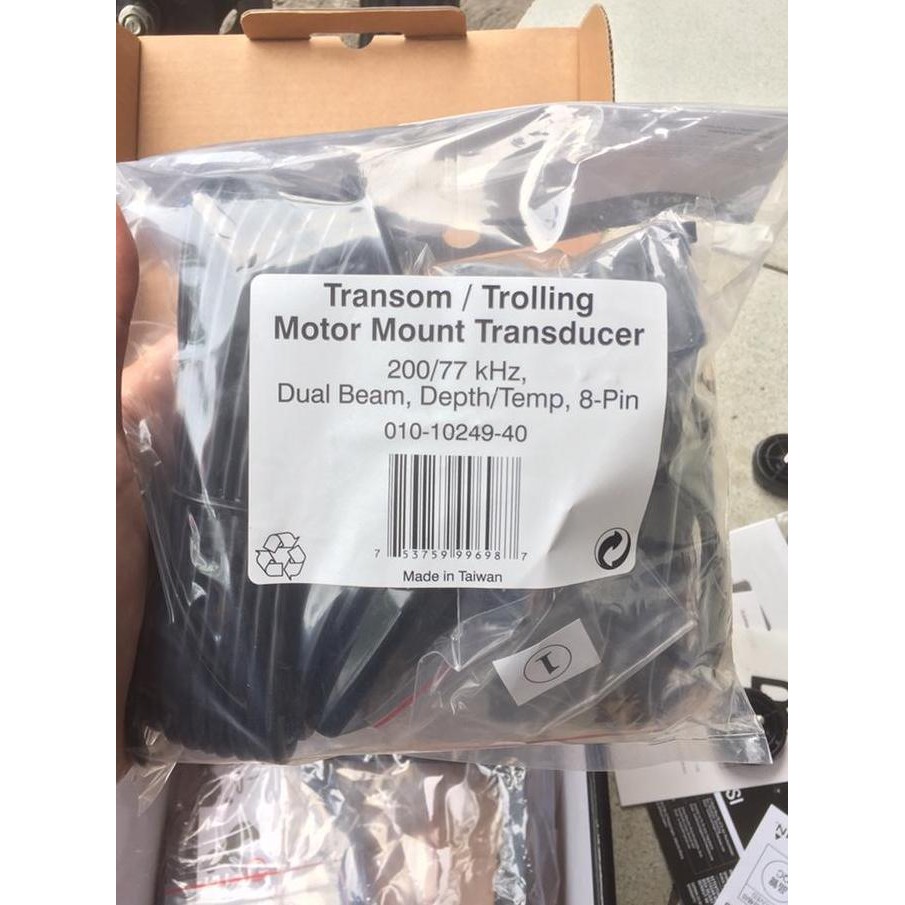 Transom / Trolling
Motor Mount Transducer
200/77 kHz,
Dual Beam, Depth/Temp, 8-Pin
010-10249-40
7 53759 99698 7
Made in Taiwan
1